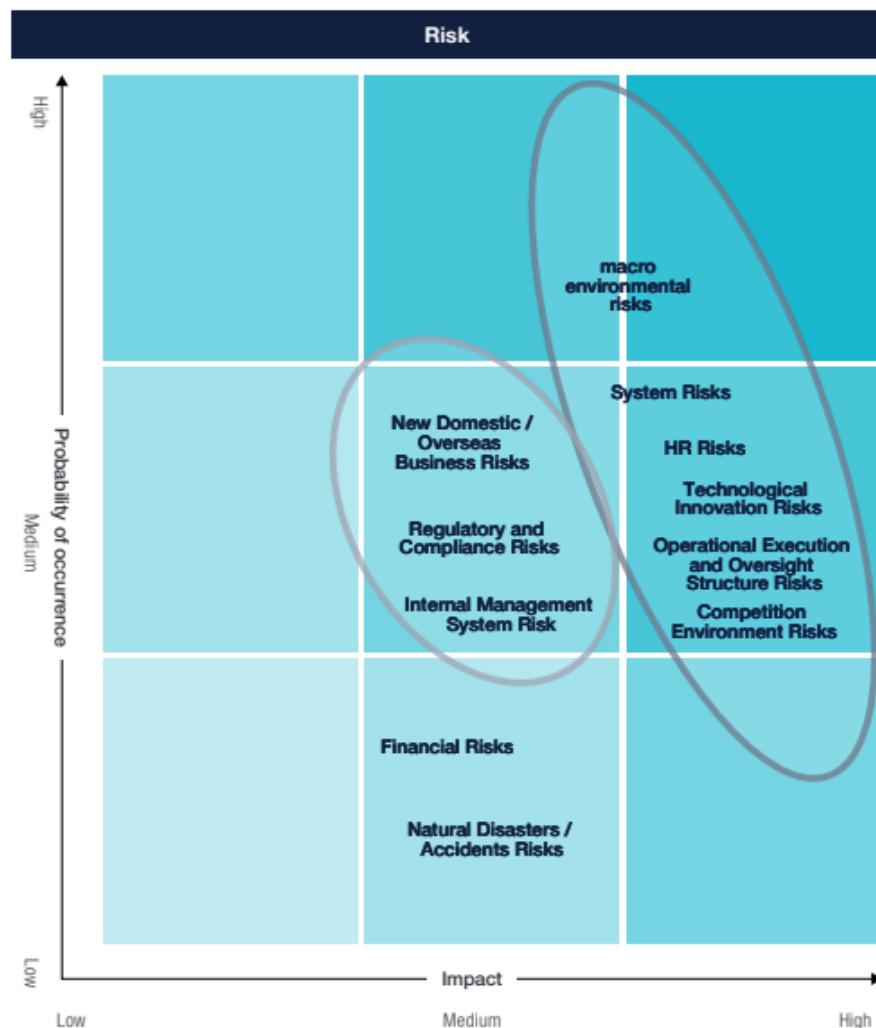 Risk
High
macro
environmental
risks
System Risks
New Domestic /
Overseas
Business Risks
HR Risks
Technological
Innovation Risks
Probability of occurrence
Medium
Regulatory and
Compliance Risks
Operational Execution
and Oversight
Structure Risks
Internal Management
System Risk
Competition
Environment Risks
Financial Risks
Natural Disasters /
Accidents Risks
Low
Impact
Low
Medium
High